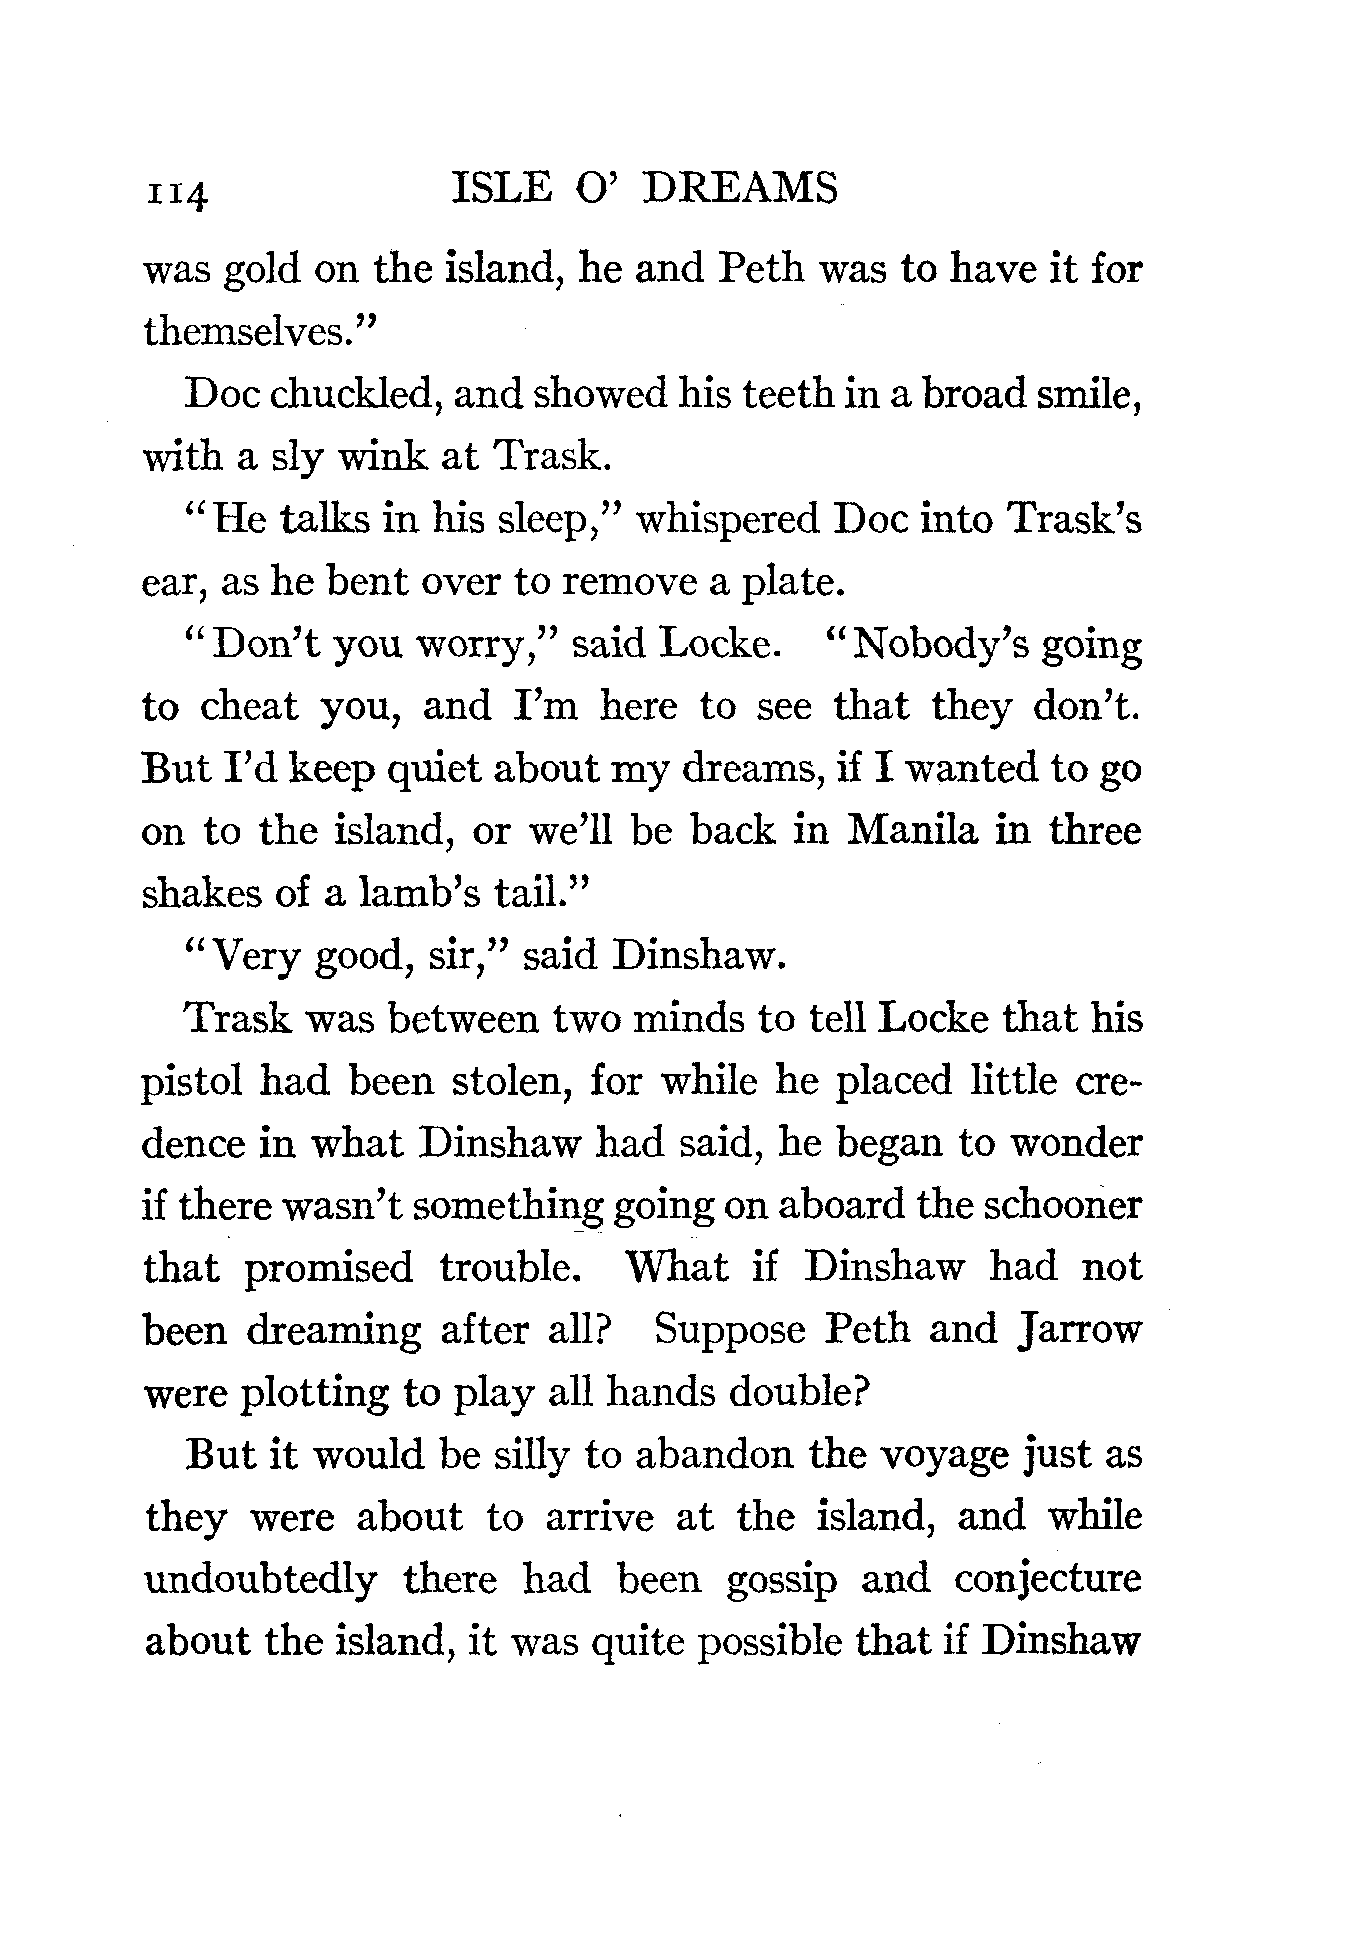 114 ISLE O' DREAMS
was gold on the island, he and Peth was to have it for
themselves."
Doc chuckled, and showed his teeth in a broad smile,
with a sly wink at Trask.
"He talks in his sleep," whispered Doc into Trask's
ear, as he bent over to remove a plate.
"Don't you worry," said Locke. "Nobody's going
to cheat you, and I'm here to see that they don't.
But I'd keep quiet about my dreams, if I wanted to go
on to the island, or we'll be back in Manila in three
shakes of a lamb's tail."
"Very good, sir," said Dinshaw.
Trask was between two minds to tell Locke that his
pistol had been stolen, for while he placed little cre-
dence in what Dinshaw had said, he began to wonder
if there wasn't something going on aboard the schooner
that promised trouble. What if Dinshaw had not
been dreaming after all? Suppose Peth and Jarrow
were plotting to play all hands double?
But it would be silly to abandon the voyage just as
they were about to arrive at the island, and while
undoubtedly there had been gossip and conjecture
about the island, it was quite possible that if Dinshaw